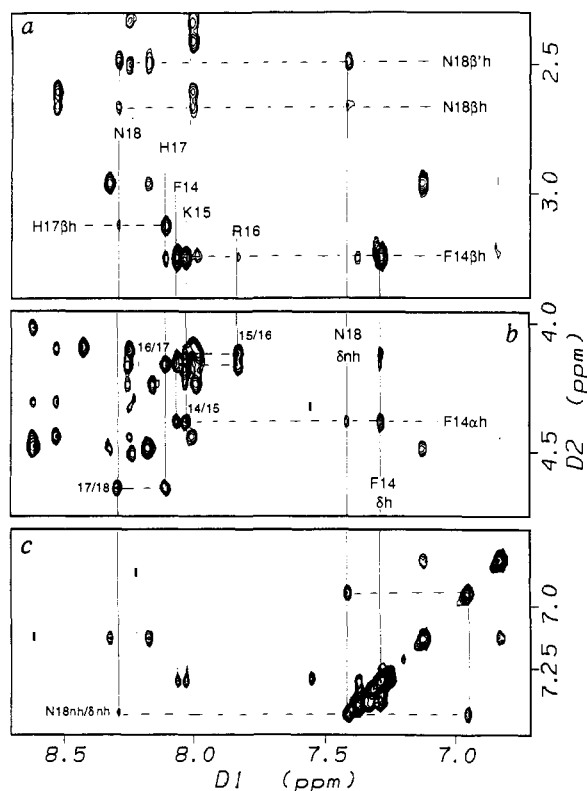 a
2.5
N18β'h
N18βh
N18
H17
3.0
F14
K15
R16
H17βh
F14βh
4.0
b
16/17
15/16
N18
δnh
14/15
F14αh
4.5
17/18
F14
δh
D2 (ppm)
c
7.0
7.25
N18nh/δnh
8.5 8.0 7.5 7.0
D1 (ppm)